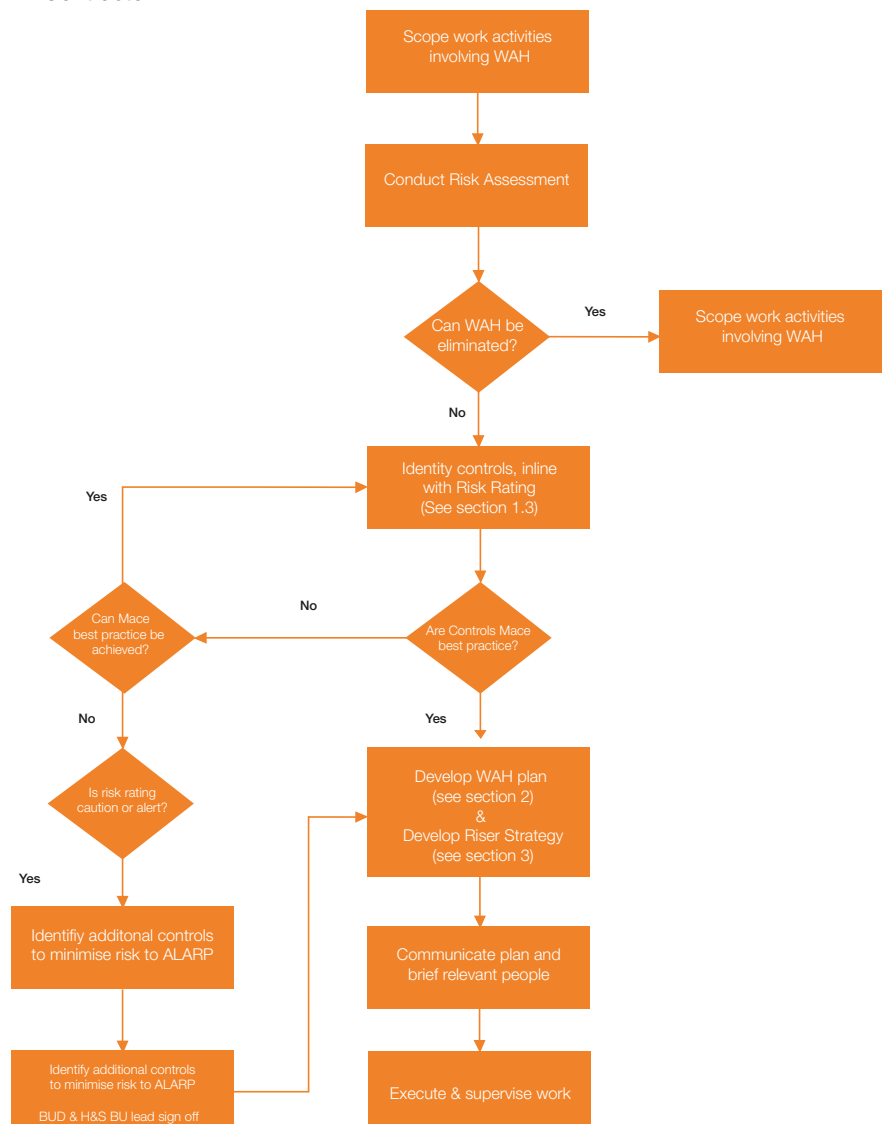 Scope work activities
involving WAH
Conduct Risk Assessment
Can WAH be
eliminated?
Yes
Scope work activities
involving WAH
No
Identity controls, inline
with Risk Rating
(See section 1.3)
Yes
No
Can Mace
best practice be
achieved?
Are Controls Mace
best practice?
No
Yes
Is risk rating
caution or alert?
Develop WAH plan
(see section 2)
&
Develop Riser Strategy
(see section 3)
Yes
Identifiy additonal controls
to minimise risk to ALARP
Communicate plan and
brief relevant people
Identify additional controls
to minimise risk to ALARP
BUD & H&S BU lead sign off
Execute & supervise work